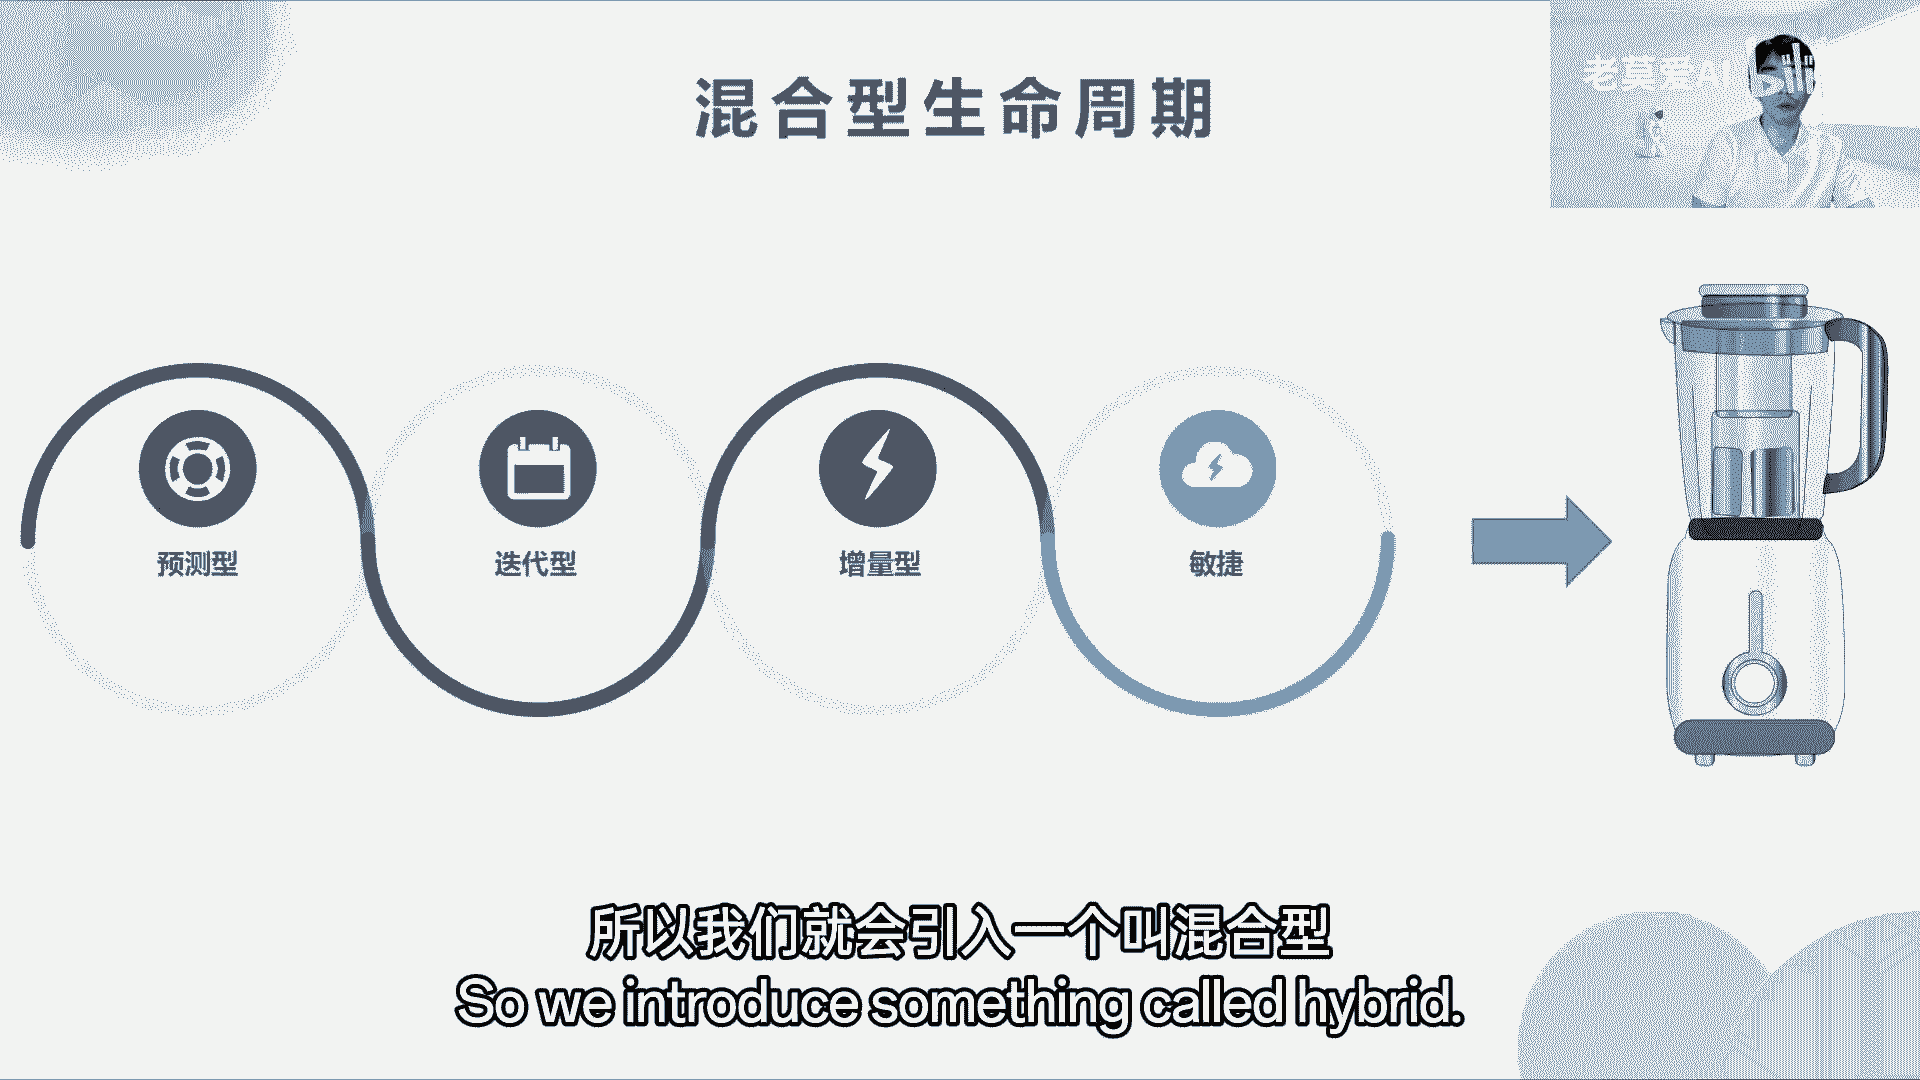 混合型生命周期
老莫爱AI
预测型
迭代型
增量型
敏捷
所以我们就会引入一个叫混合型
So we introduce something called hybrid.